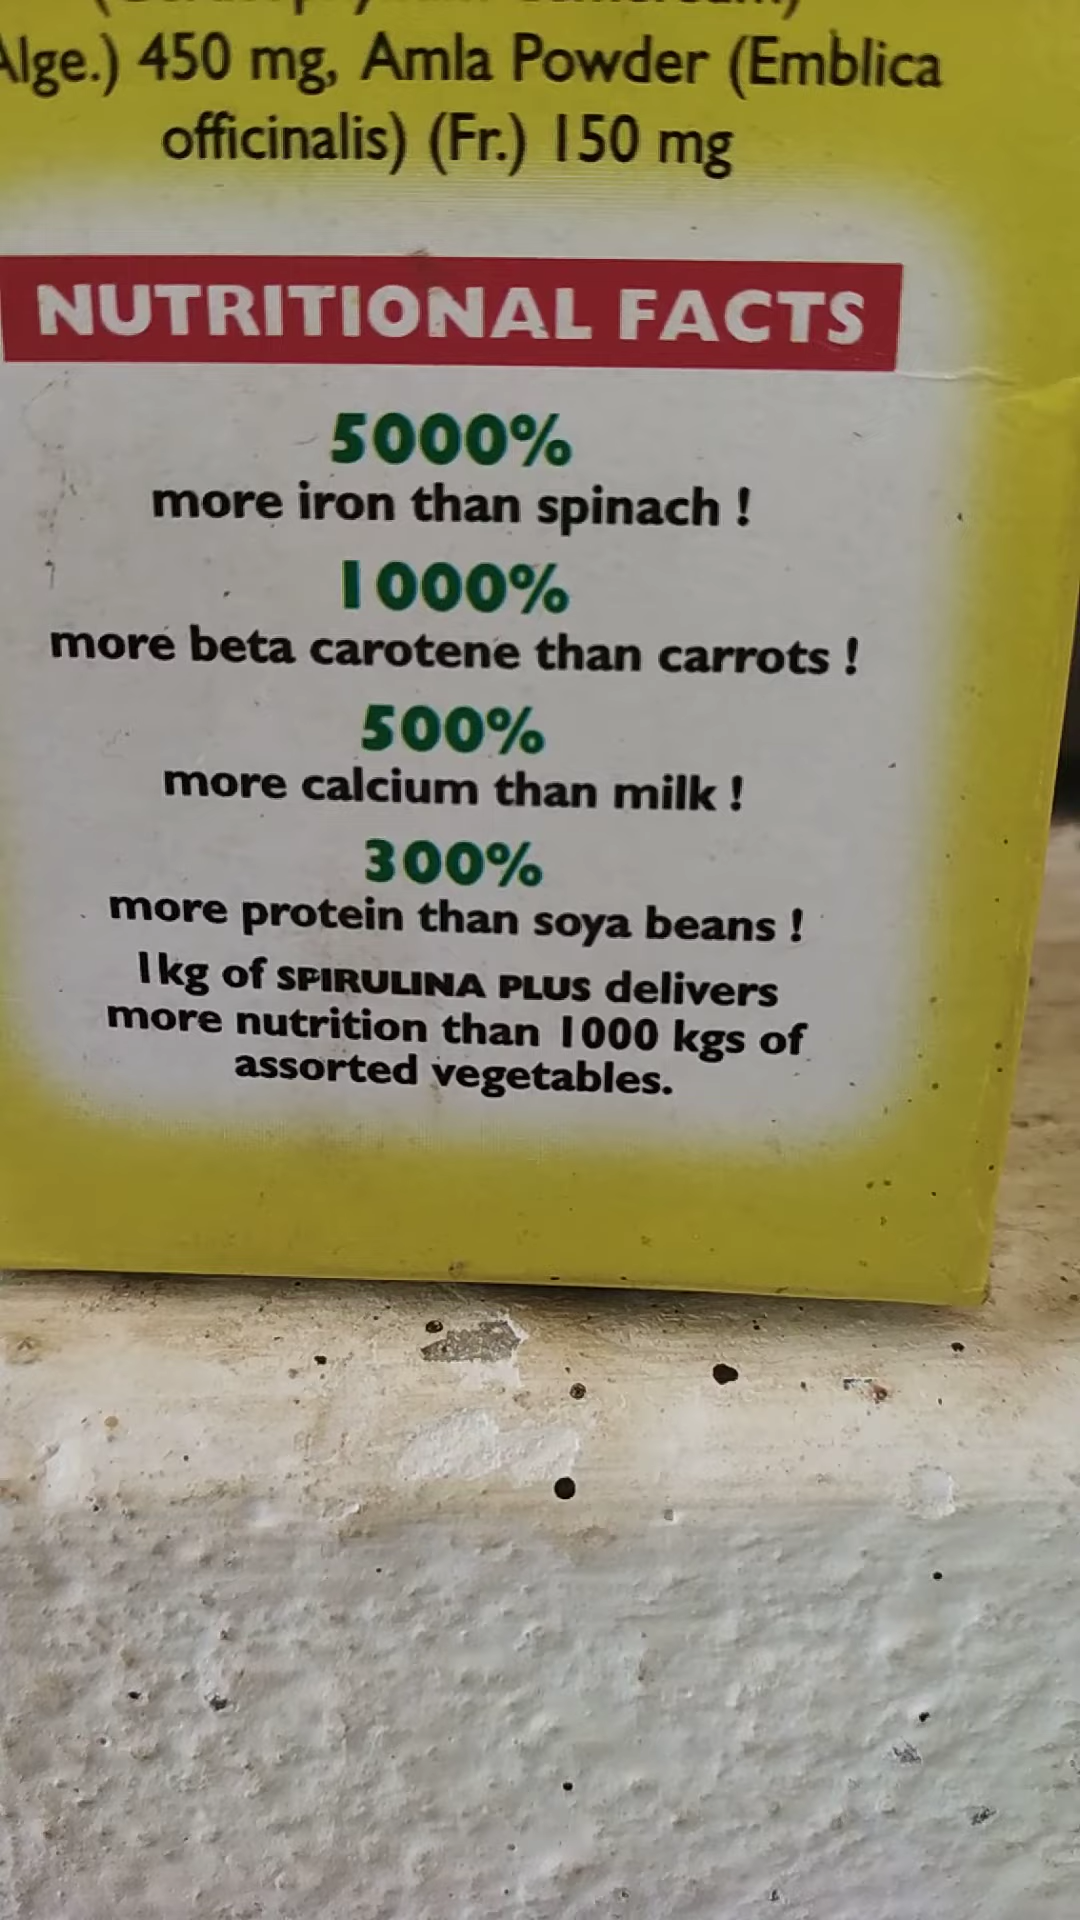 Alge.) 450 mg, Amla Powder (Emblica
officinalis) (Fr.) 150 mg
NUTRITIONAL FACTS
5000%
more iron than spinach !
1000%
more beta carotene than carrots !
500%
more calcium than milk !
300%
more protein than soya beans !
1kg of SPIRULINA PLUS delivers
more nutrition than 1000 kgs of
assorted vegetables.